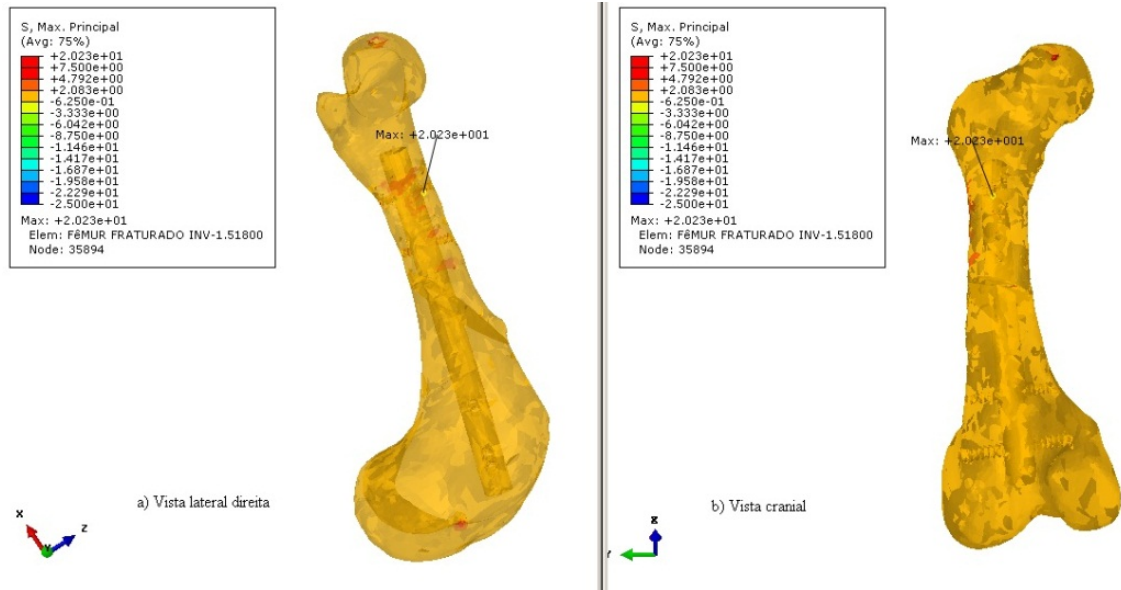 S, Max. Principal
(Avg: 75%)
+2.023e+01
+7.500e+00
+4.792e+00
+2.083e+00
-6.250e-01
-3.333e+00
-6.042e+00
-8.750e+00
-1.146e+01
-1.417e+01
-1.687e+01
-1.958e+01
-2.229e+01
-2.500e+01
Max: +2.023e+01
Elem: FêMUR FRATURADO INV-1.51800
Node: 35894
Max: +2.023e+001
a) Vista lateral direita
X
Y
Z
S, Max. Principal
(Avg: 75%)
+2.023e+01
+7.500e+00
+4.792e+00
+2.083e+00
-6.250e-01
-3.333e+00
-6.042e+00
-8.750e+00
-1.146e+01
-1.417e+01
-1.687e+01
-1.958e+01
-2.229e+01
-2.500e+01
Max: +2.023e+01
Elem: FêMUR FRATURADO INV-1.51800
Node: 35894
Max: +2.023e+001
b) Vista cranial